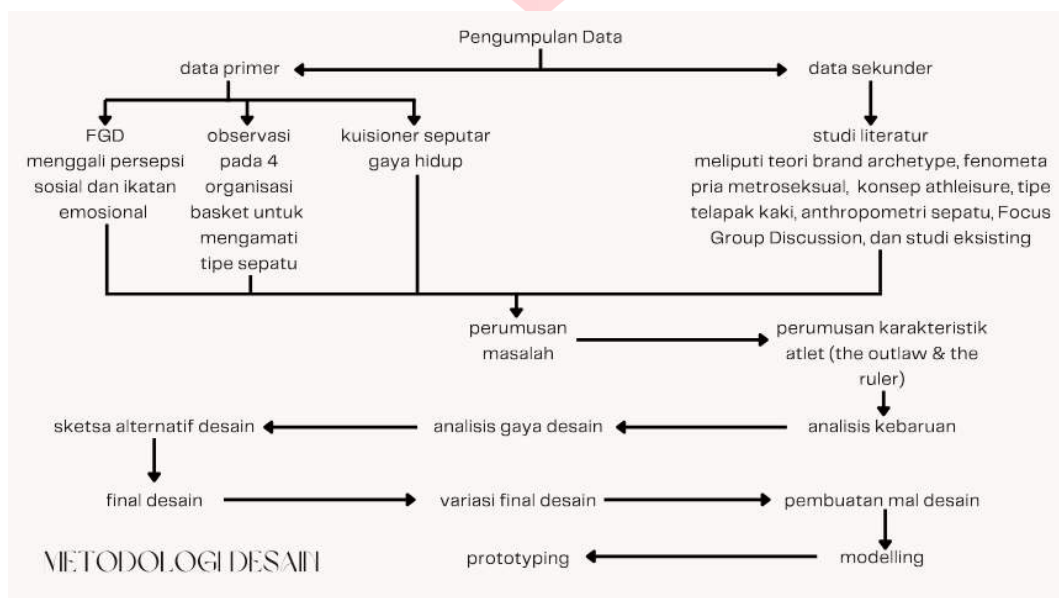 Pengumpulan Data
data primer
data sekunder
FGD
menggali persepsi
sosial dan ikatan
emosional
observasi
pada 4
organisasi
basket untuk
mengamati
tipe sepatu
kuisioner seputar
gaya hidup
studi literatur
meliputi teori brand archetype, fenometa
pria metroseksual, konsep athleisure, tipe
telapak kaki, anthropometri sepatu, Focus
Group Discussion, dan studi eksisting
perumusan
masalah
perumusan karakteristik
atlet (the outlaw & the
ruler)
analisis kebaruan
analisis gaya desain
sketsa alternatif desain
final desain
variasi final desain
pembuatan mal desain
modelling
prototyping
METODOLOGI DESAIN